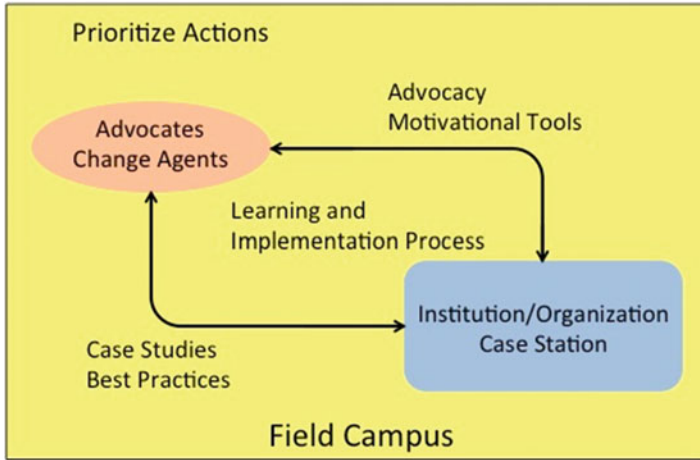 Prioritize Actions
Advocacy
Motivational Tools
Advocates
Change Agents
Learning and
Implementation Process
Institution/Organization
Case Station
Case Studies
Best Practices
Field Campus